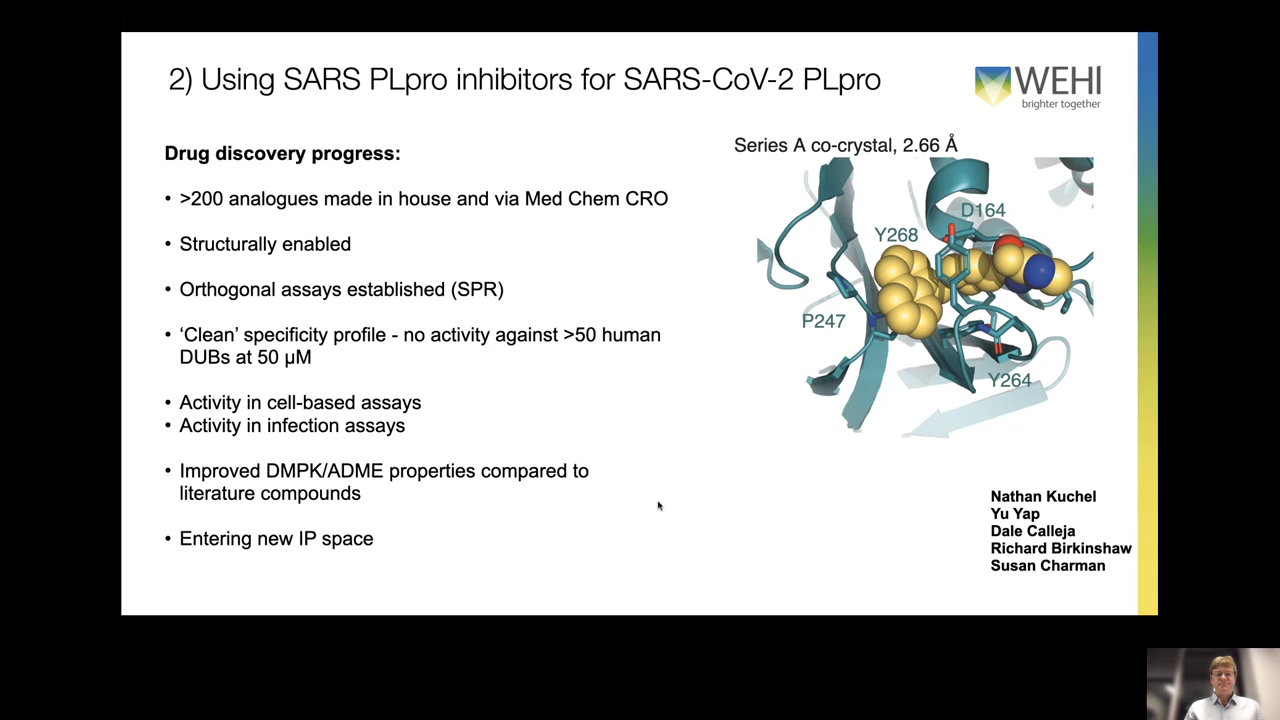 2) Using SARS PLpro inhibitors for SARS-CoV-2 PLpro
WEHI
brighter together
Drug discovery progress:
• >200 analogues made in house and via Med Chem CRO
• Structurally enabled
• Orthogonal assays established (SPR)
• ‘Clean’ specificity profile - no activity against >50 human
DUBs at 50 µM
• Activity in cell-based assays
• Activity in infection assays
• Improved DMPK/ADME properties compared to
literature compounds
• Entering new IP space
Series A co-crystal, 2.66 Å
D164
Y268
P247
Y264
Nathan Kuchel
Yu Yap
Dale Calleja
Richard Birkinshaw
Susan Charman